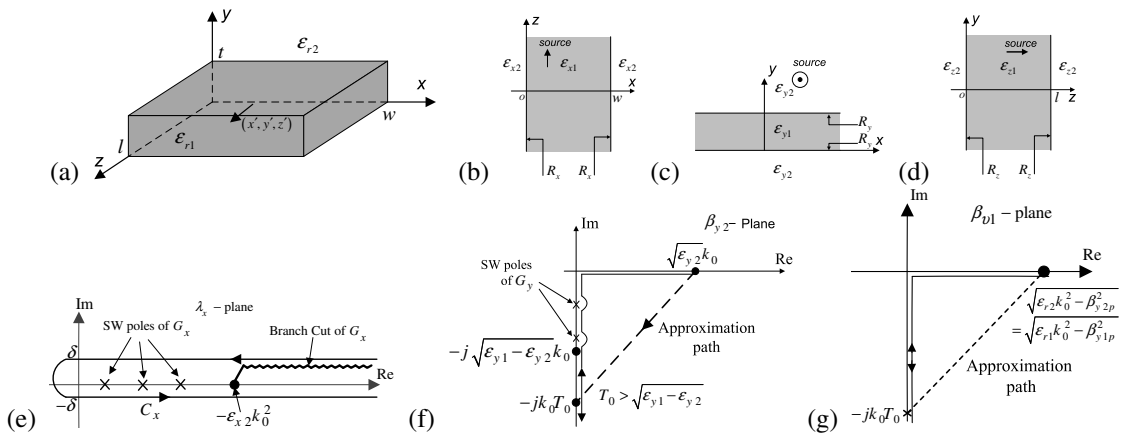 y
ε_{r2}
t
x
w
(x′, y′, z′)
ε_{r1}
l
z
(a)
z
source
ε_{x2}
ε_{x1}
ε_{x2}
x
o
w
R_x
R_x
(b)
y
source
ε_{y2}
ε_{y1}
R_y
R_y
x
ε_{y2}
(c)
y
source
ε_{z2}
ε_{z1}
ε_{z2}
o
l
z
R_z
R_z
(d)
Im
λ_x – plane
SW poles of G_x
Branch Cut of G_x
δ
Re
−δ
C_x
−ε_{x2}k_0^2
(e)
Im
β_{y2} – Plane
√ε_{y2} k_0
Re
SW poles
of G_y
Approximation
path
−j√(ε_{y1} − ε_{y2}) k_0
T_0 > √(ε_{y1} − ε_{y2})
−jk_0T_0
(f)
Im
β_{υ1} – plane
Re
√(ε_{r2}k_0^2 − β_{y2p}^2)
= √(ε_{r1}k_0^2 − β_{y1p}^2)
Approximation
path
−jk_0T_0
(g)